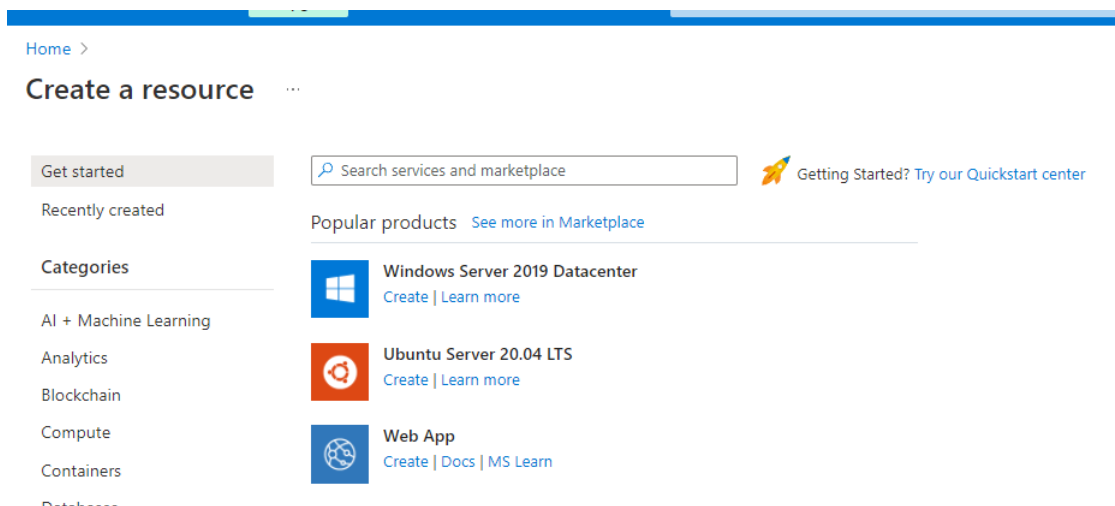 Home >
Create a resource ...
Get started
Recently created
Categories
AI + Machine Learning
Analytics
Blockchain
Compute
Containers
Databases
Search services and marketplace
Getting Started? Try our Quickstart center
Popular products See more in Marketplace
Windows Server 2019 Datacenter
Create | Learn more
Ubuntu Server 20.04 LTS
Create | Learn more
Web App
Create | Docs | MS Learn